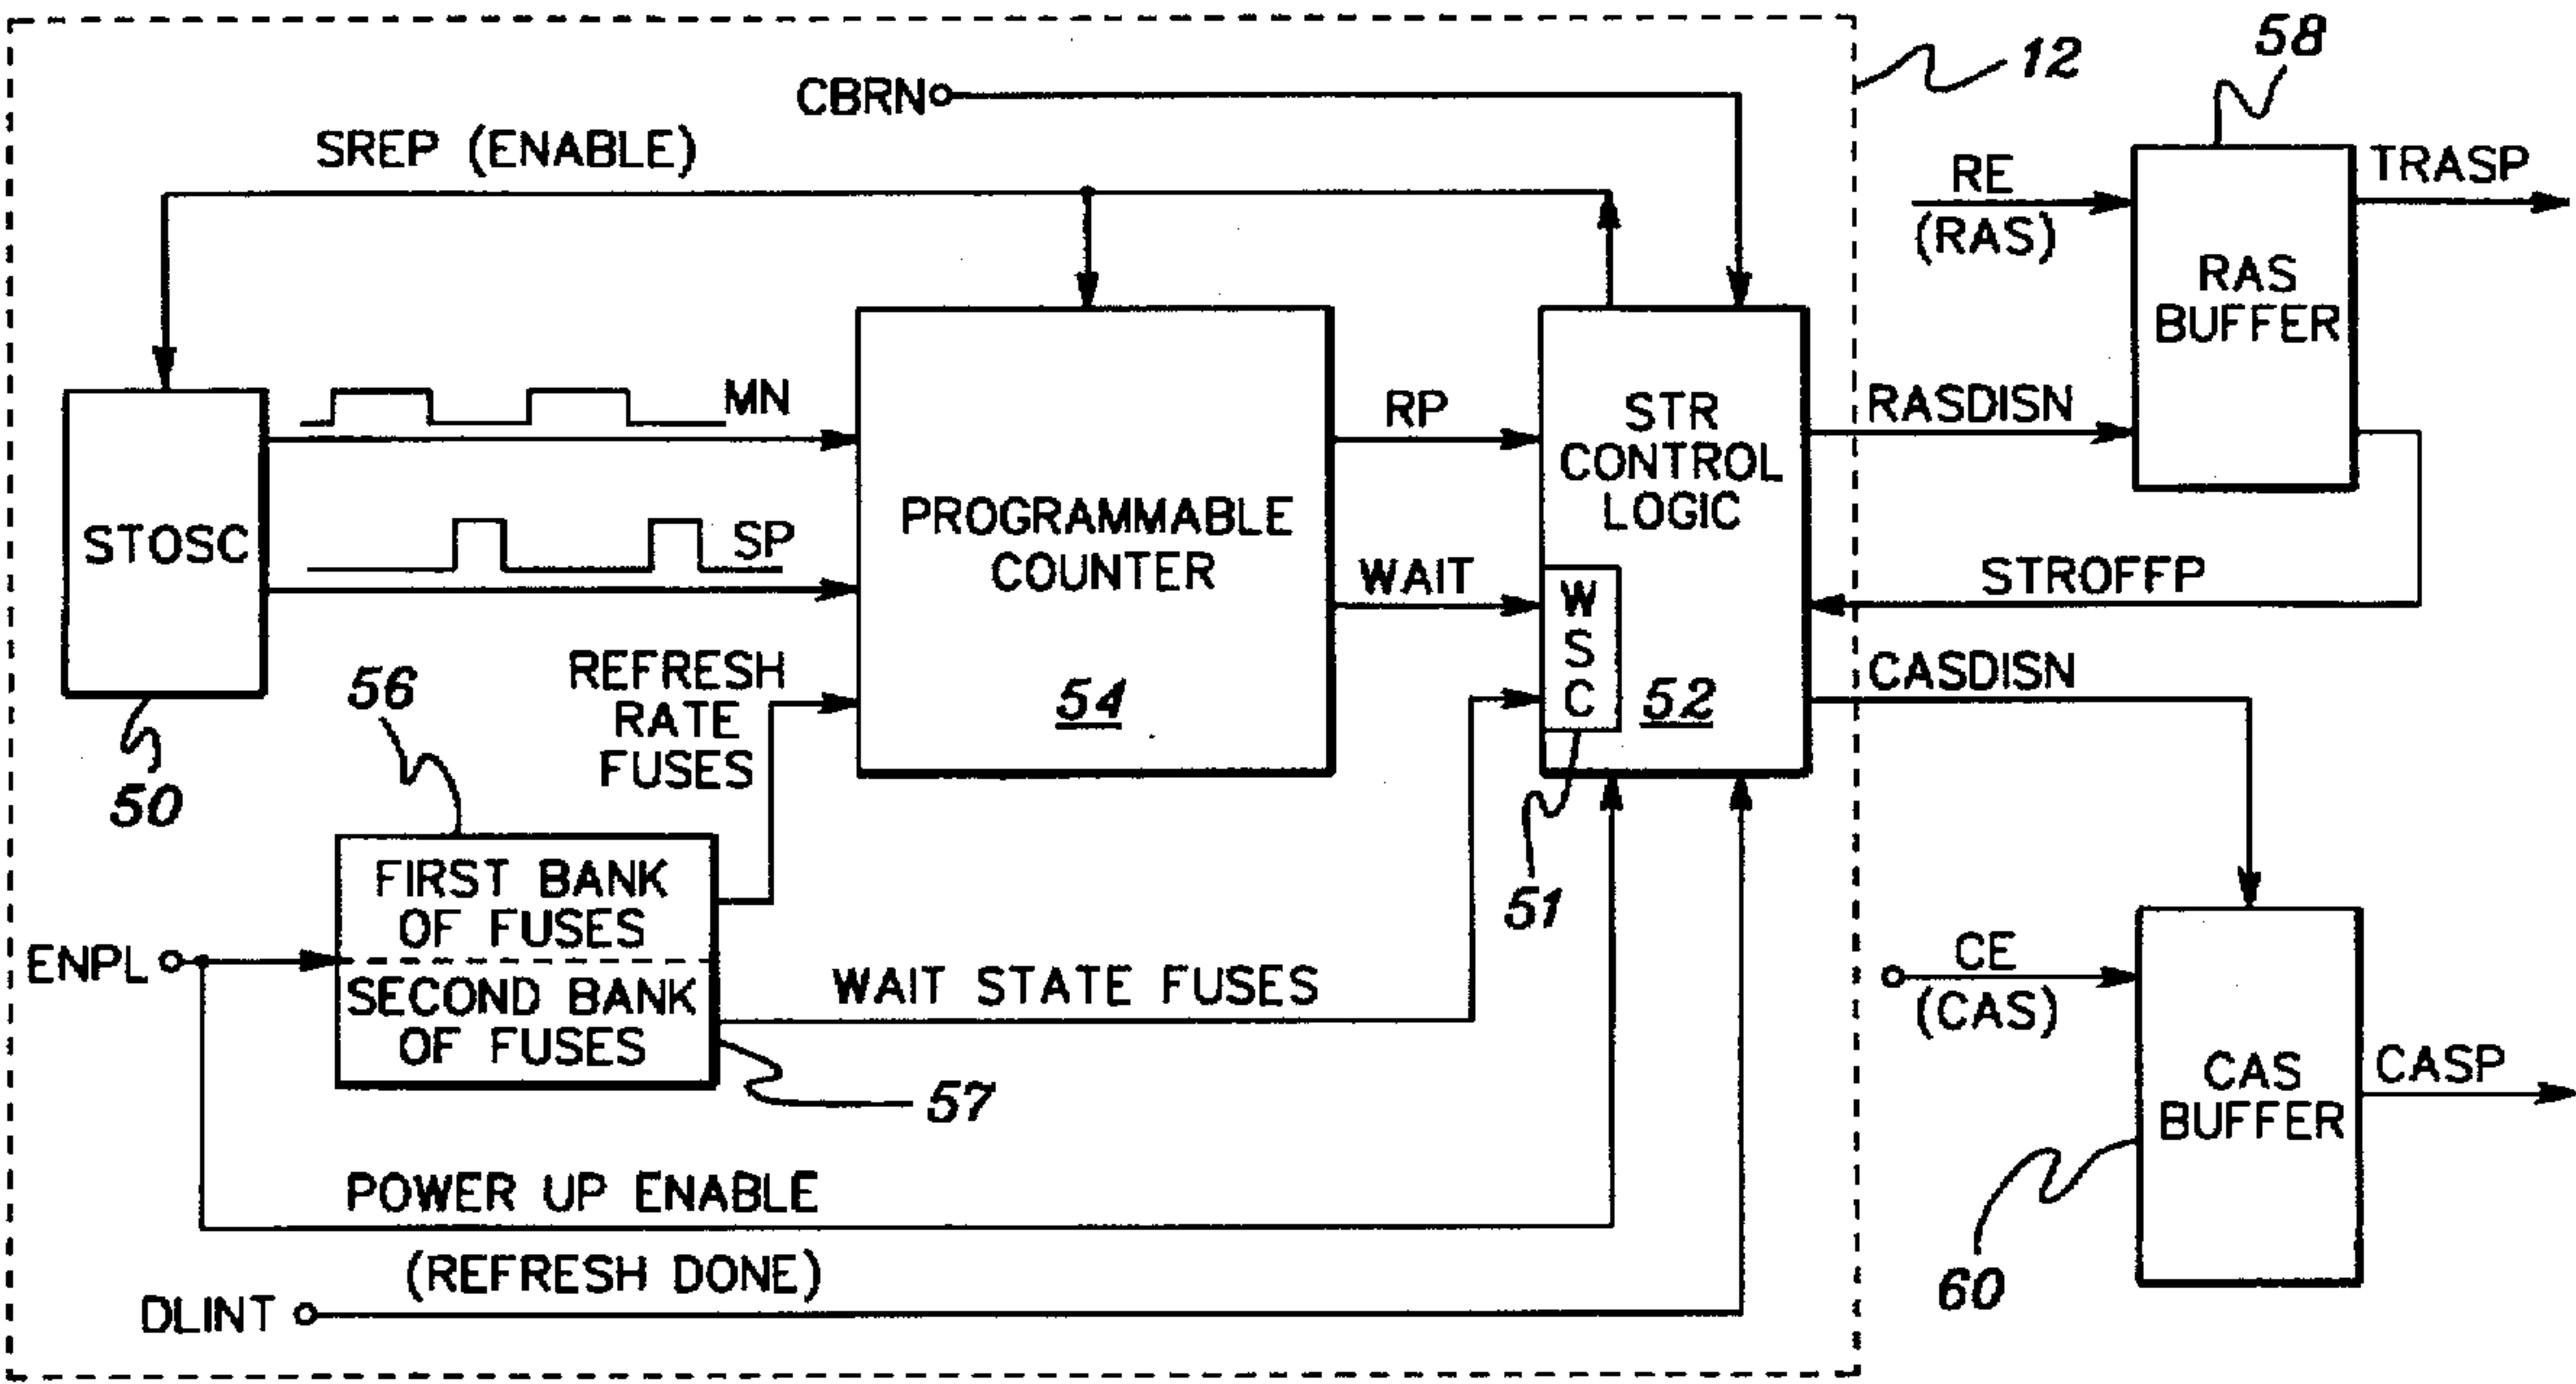 58
12
CBRN
SREP (ENABLE)
RE
(RAS)
TRASP
RAS
BUFFER
MN
SP
STOSC
50
PROGRAMMABLE
COUNTER
54
RP
WAIT
STR
CONTROL
LOGIC
W
S
C
52
51
RASDISN
STROFFP
CASDISN
56
REFRESH
RATE
FUSES
FIRST BANK
OF FUSES
SECOND BANK
OF FUSES
57
ENPL
WAIT STATE FUSES
CE
(CAS)
CAS
BUFFER
CASP
60
POWER UP ENABLE
(REFRESH DONE)
DLINT